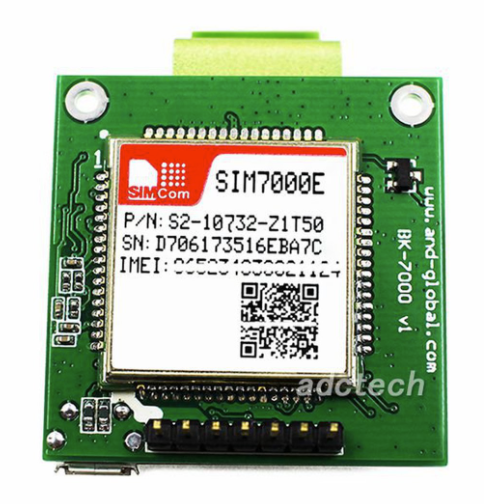 1
SIMCom
SIM7000E
P/N:S2-10732-Z1T50
SN:D706173516EBA7C
IMEI:
www.and-global.com
BK-7000 v1
adctech